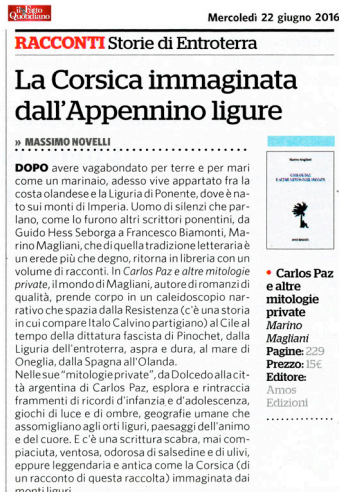 il Fatto
Quotidiano
Mercoledì 22 giugno 2016
RACCONTI Storie di Entroterra
La Corsica immaginata
dall'Appennino ligure
» MASSIMO NOVELLI
DOPO avere vagabondato per terre e per mari
come un marinaio, adesso vive appartato fra la
costa olandese e la Liguria di Ponente, dove è na-
to sui monti di Imperia. Uomo di silenzi che par-
lano, come lo furono altri scrittori ponentini, da
Guido Hess Seborga a Francesco Biamonti, Ma-
rino Magliani, che di quella tradizione letteraria è
un erede più che degno, ritorna in libreria con un
volume di racconti. In Carlos Paz e altre mitologie
private, il mondo di Magliani, autore di romanzi di
qualità, prende corpo in un caleidoscopio nar-
rativo che spazia dalla Resistenza (c'è una storia
in cui compare Italo Calvino partigiano) al Cile al
tempo della dittatura fascista di Pinochet, dalla
Liguria dell'entroterra, aspra e dura, al mare di
Oneglia, dalla Spagna all'Olanda.
Nelle sue "mitologie private", da Dolcedo alla cit-
tà argentina di Carlos Paz, esplora e rintraccia
frammenti di ricordi d'infanzia e d'adolescenza,
giochi di luce e di ombre, geografie umane che
assomigliano agli orti liguri, paesaggi dell'animo
e del cuore. E c'è una scrittura scabra, mai com-
piaciuta, ventosa, odorosa di salsedine e di ulivi,
eppure leggendaria e antica come la Corsica (di
un racconto di questa raccolta) immaginata dai
monti liguri.
Marino Magliani
CARLOS PAZ
E ALTRE MITOLOGIE PRIVATE
• Carlos Paz
e altre
mitologie
private
Marino
Magliani
Pagine: 229
Prezzo: 15€
Editore:
Amos
Edizioni